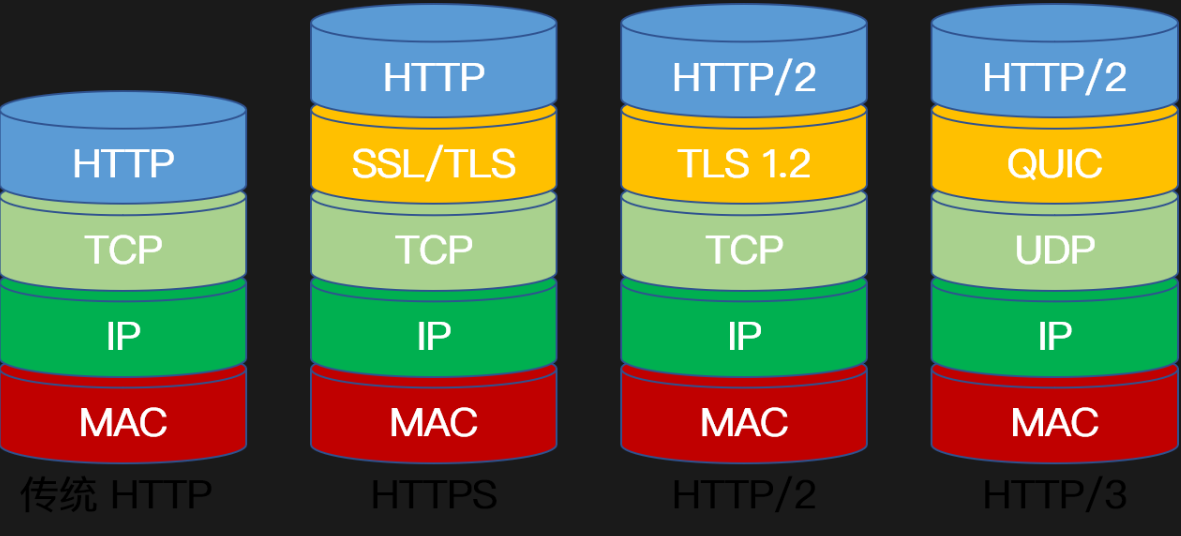 HTTP
TCP
IP
MAC
传统 HTTP
HTTP
SSL/TLS
TCP
IP
MAC
HTTPS
HTTP/2
TLS 1.2
TCP
IP
MAC
HTTP/2
HTTP/2
QUIC
UDP
IP
MAC
HTTP/3